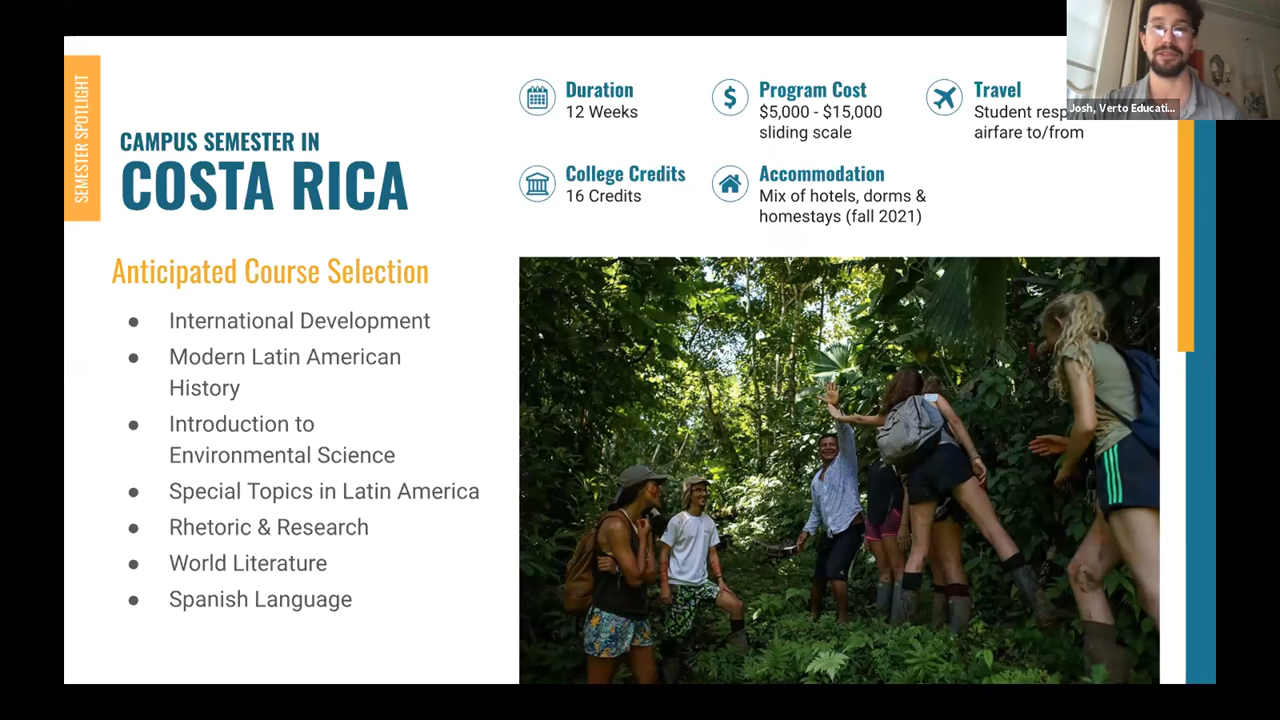 SEMESTER SPOTLIGHT
CAMPUS SEMESTER IN
COSTA RICA
Duration
12 Weeks
Program Cost
$5,000 - $15,000
sliding scale
Travel
Student
airfare to/from
College Credits
16 Credits
Accommodation
Mix of hotels, dorms &
homestays (fall 2021)
Josh, Verto Educati...
Anticipated Course Selection
● International Development
● Modern Latin American
History
● Introduction to
Environmental Science
● Special Topics in Latin America
● Rhetoric & Research
● World Literature
● Spanish Language